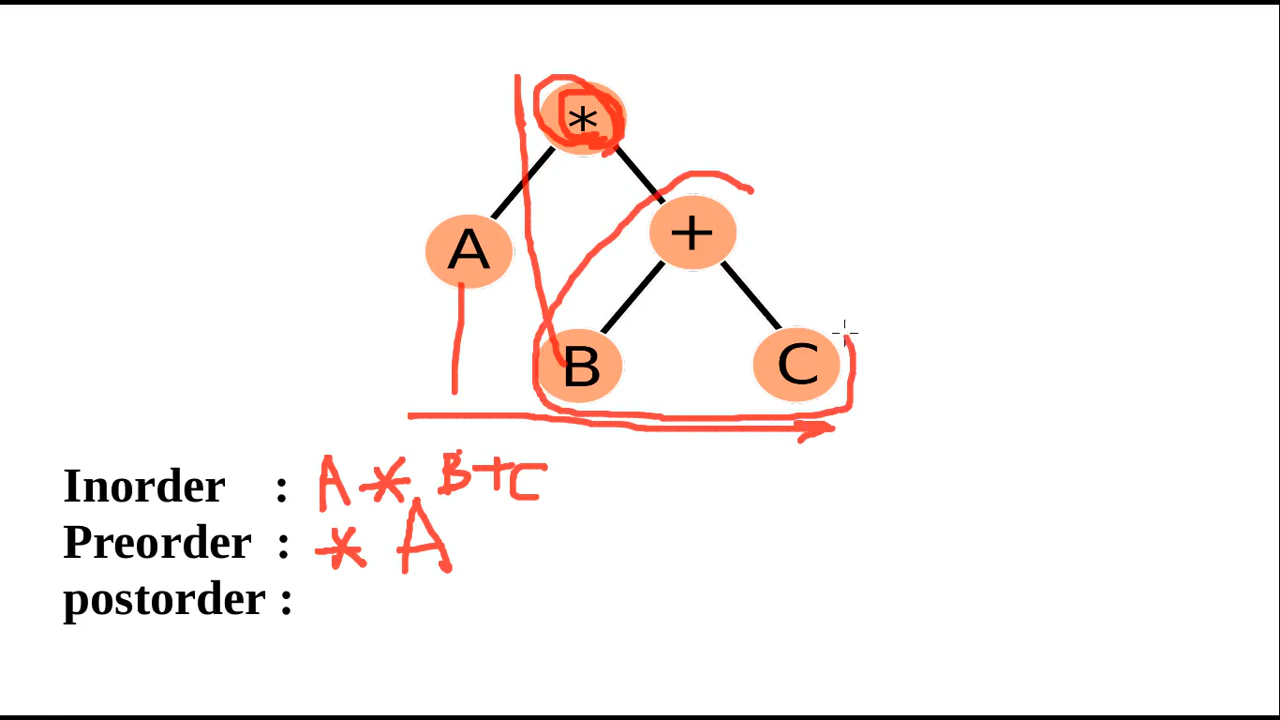 *
A
+
B
C
Inorder : A * B+C
Preorder : * A
postorder :